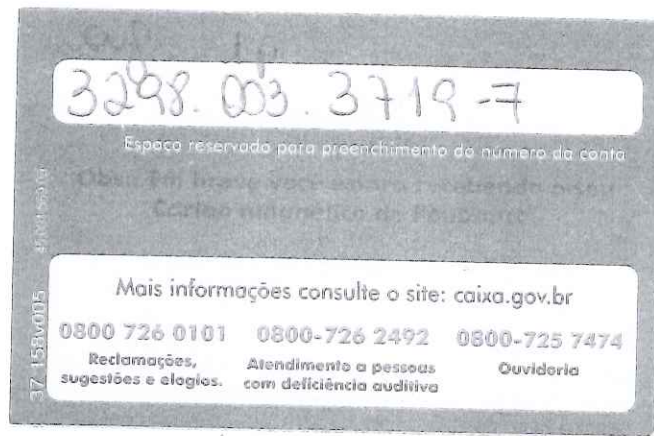 3298.003.3719-7
Espaço reservado para preenchimento do número da conta
Mais informações consulte o site: caixa.gov.br
0800 726 0101 0800-726 2492 0800-725 7474
Reclamações, sugestões e elogios.
Atendimento a pessoas com deficiência auditiva
Ouvidoria
37.158v005